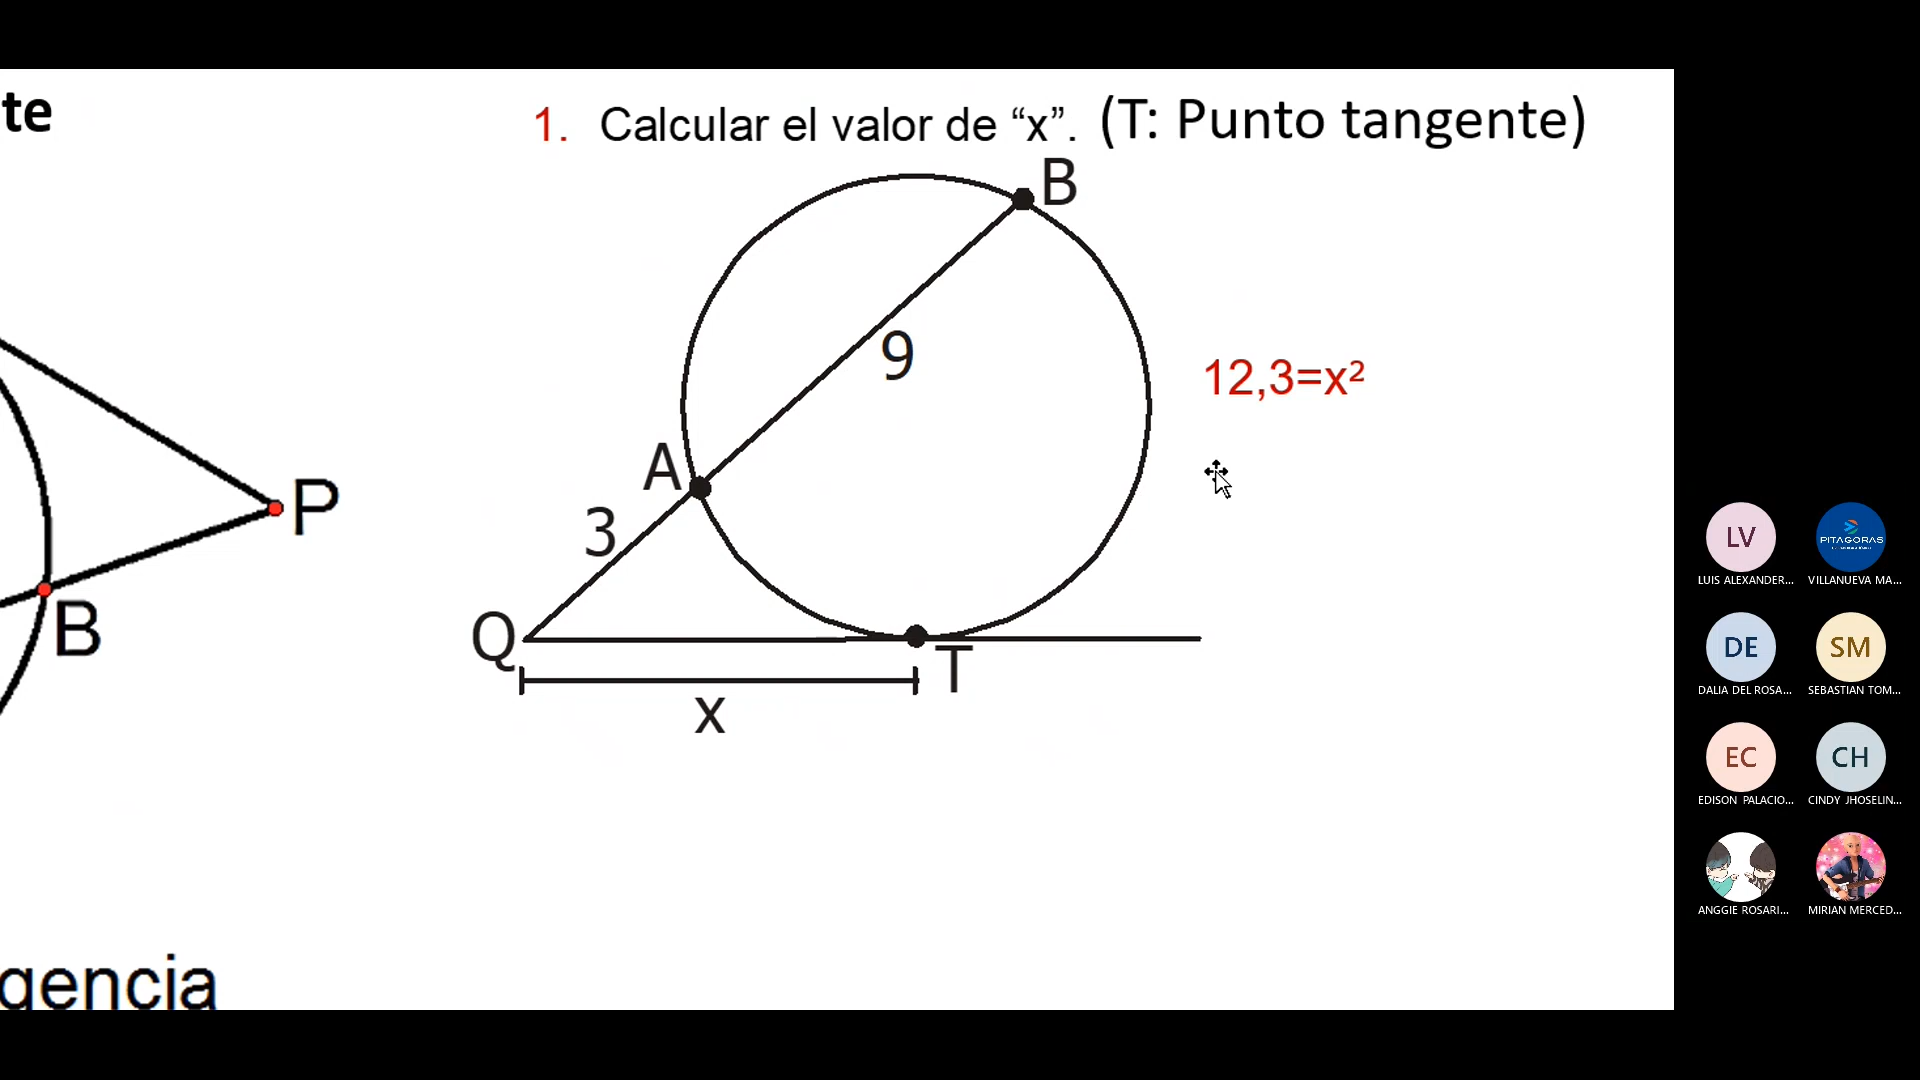 te
1. Calcular el valor de “x”. (T: Punto tangente)
B
9
12,3=x²
A
3
P
B
Q
T
x
gencia
LV
PITAGORAS
LUIS ALEXANDER...
VILLANUEVA MA...
DE
SM
DALIA DEL ROSA...
SEBASTIAN TOM...
EC
CH
EDISON PALACIO...
CINDY JHOSELIN...
ANGGIE ROSARI...
MIRIAN MERCED...